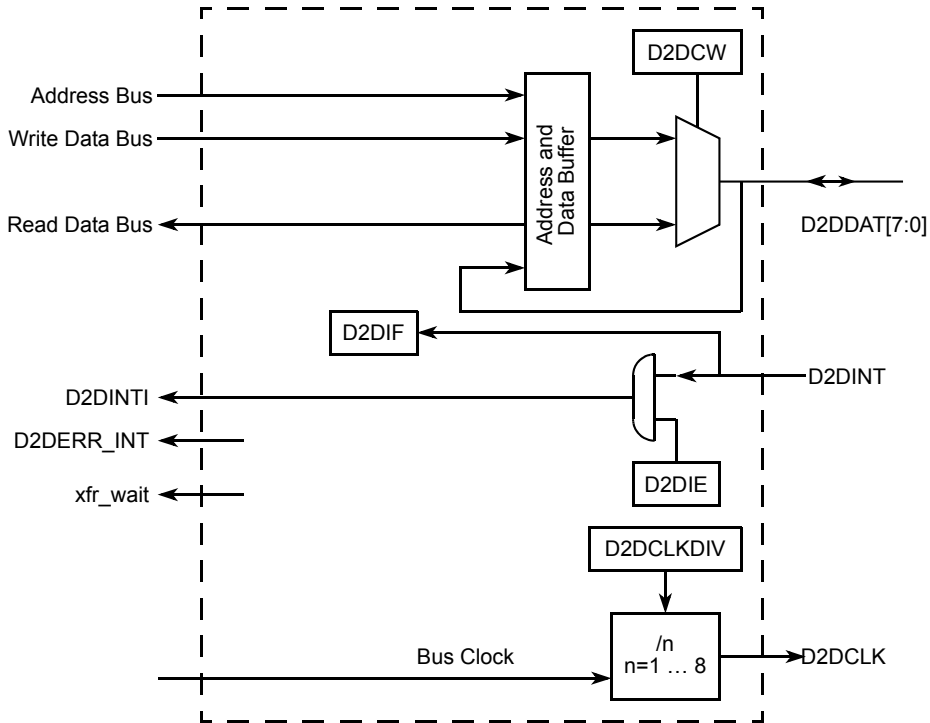 D2DCW
Address Bus
Write Data Bus
Address and
Data Buffer
Read Data Bus
D2DDAT[7:0]
D2DIF
D2DINT
D2DINTI
D2DERR_INT
D2DIE
xfr_wait
D2DCLKDIV
/n
n=1 … 8
Bus Clock
D2DCLK